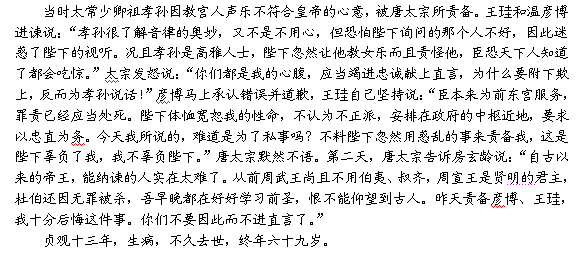 当时太常少卿祖孝孙因教宫人声乐不符合皇帝的心意，被唐太宗所责备。王珪和温彦博
进谏说：“孝孙很了解音律的奥妙，又不是不用心，但恐怕陛下询问的那个人不好，因此迷
惑了陛下的视听。况且孝孙是高雅人士，陛下忽然让他教女乐而且责怪他，臣恐天下人知道
了都会吃惊。”太宗发怒说：“你们都是我的心腹，应当竭进忠诚献上直言，为什么要附下欺
上，反而为孝孙说话！”彦博马上承认错误并道歉，王珪自己坚持说：“臣本来为前东宫服务，
罪责已经应当处死。陛下体恤宽恕我的性命，不认为不正派，安排在政府的中枢近地，要求
以忠直为务。今天我所说的，难道是为了私事吗？不料陛下忽然用惑乱的事来责备我，这是
陛下辜负了我，我不辜负陛下。”唐太宗默然不语。第二天，唐太宗告诉房玄龄说：“自古以
来的帝王，能纳谏的人实在太难了。从前周武王尚且不用伯夷、叔齐，周宣王是贤明的君主，
杜伯还因无罪被杀，吾早晚都在好好学习前圣，恨不能仰望到古人。昨天责备彦博、王珪，
我十分后悔这件事。你们不要因此而不进直言了。”
贞观十三年，生病，不久去世，终年六十九岁。